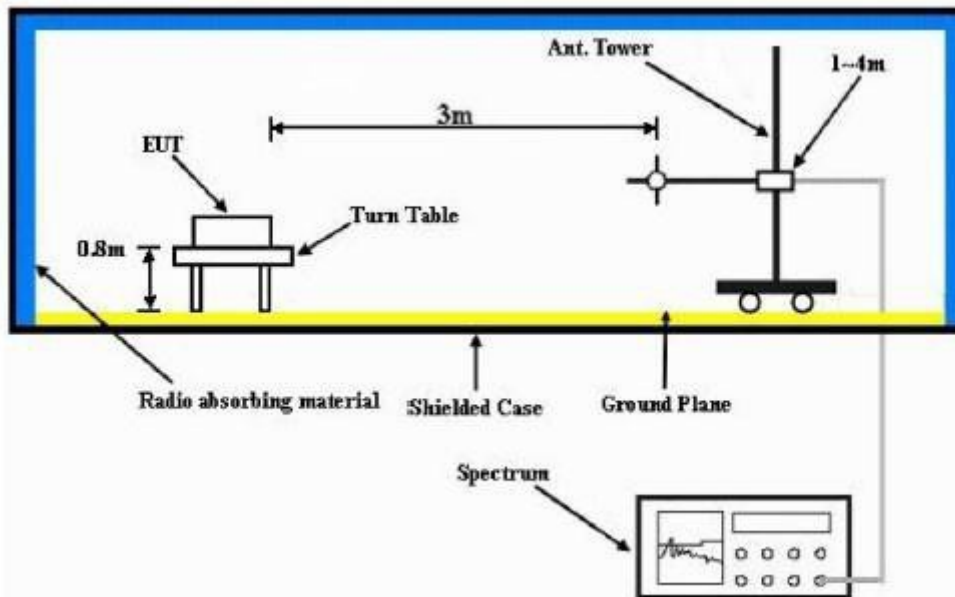 Ant. Tower
1~4m
3m
EUT
Turn Table
0.8m
Radio absorbing material
Shielded Case
Ground Plane
Spectrum